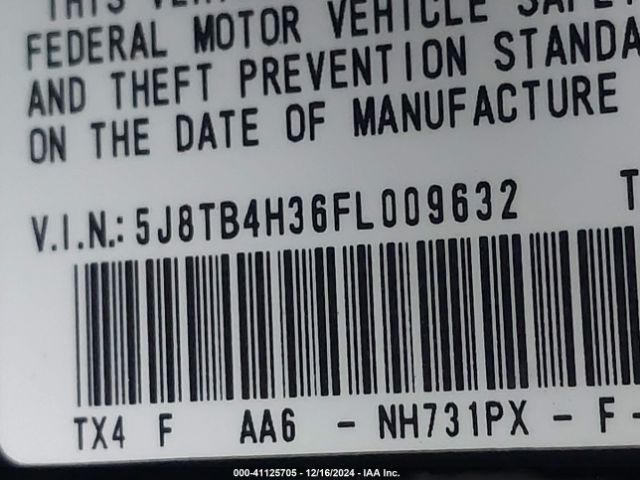 THIS
FEDERAL MOTOR VEHICLE
AND THEFT PREVENTION STANDA
ON THE DATE OF MANUFACTURE
V.I.N.: 5J8TB4H36FL009632 T
TX4 F AA6 - NH731PX - F -
000-41125705 - 12/16/2024 - IAA Inc.